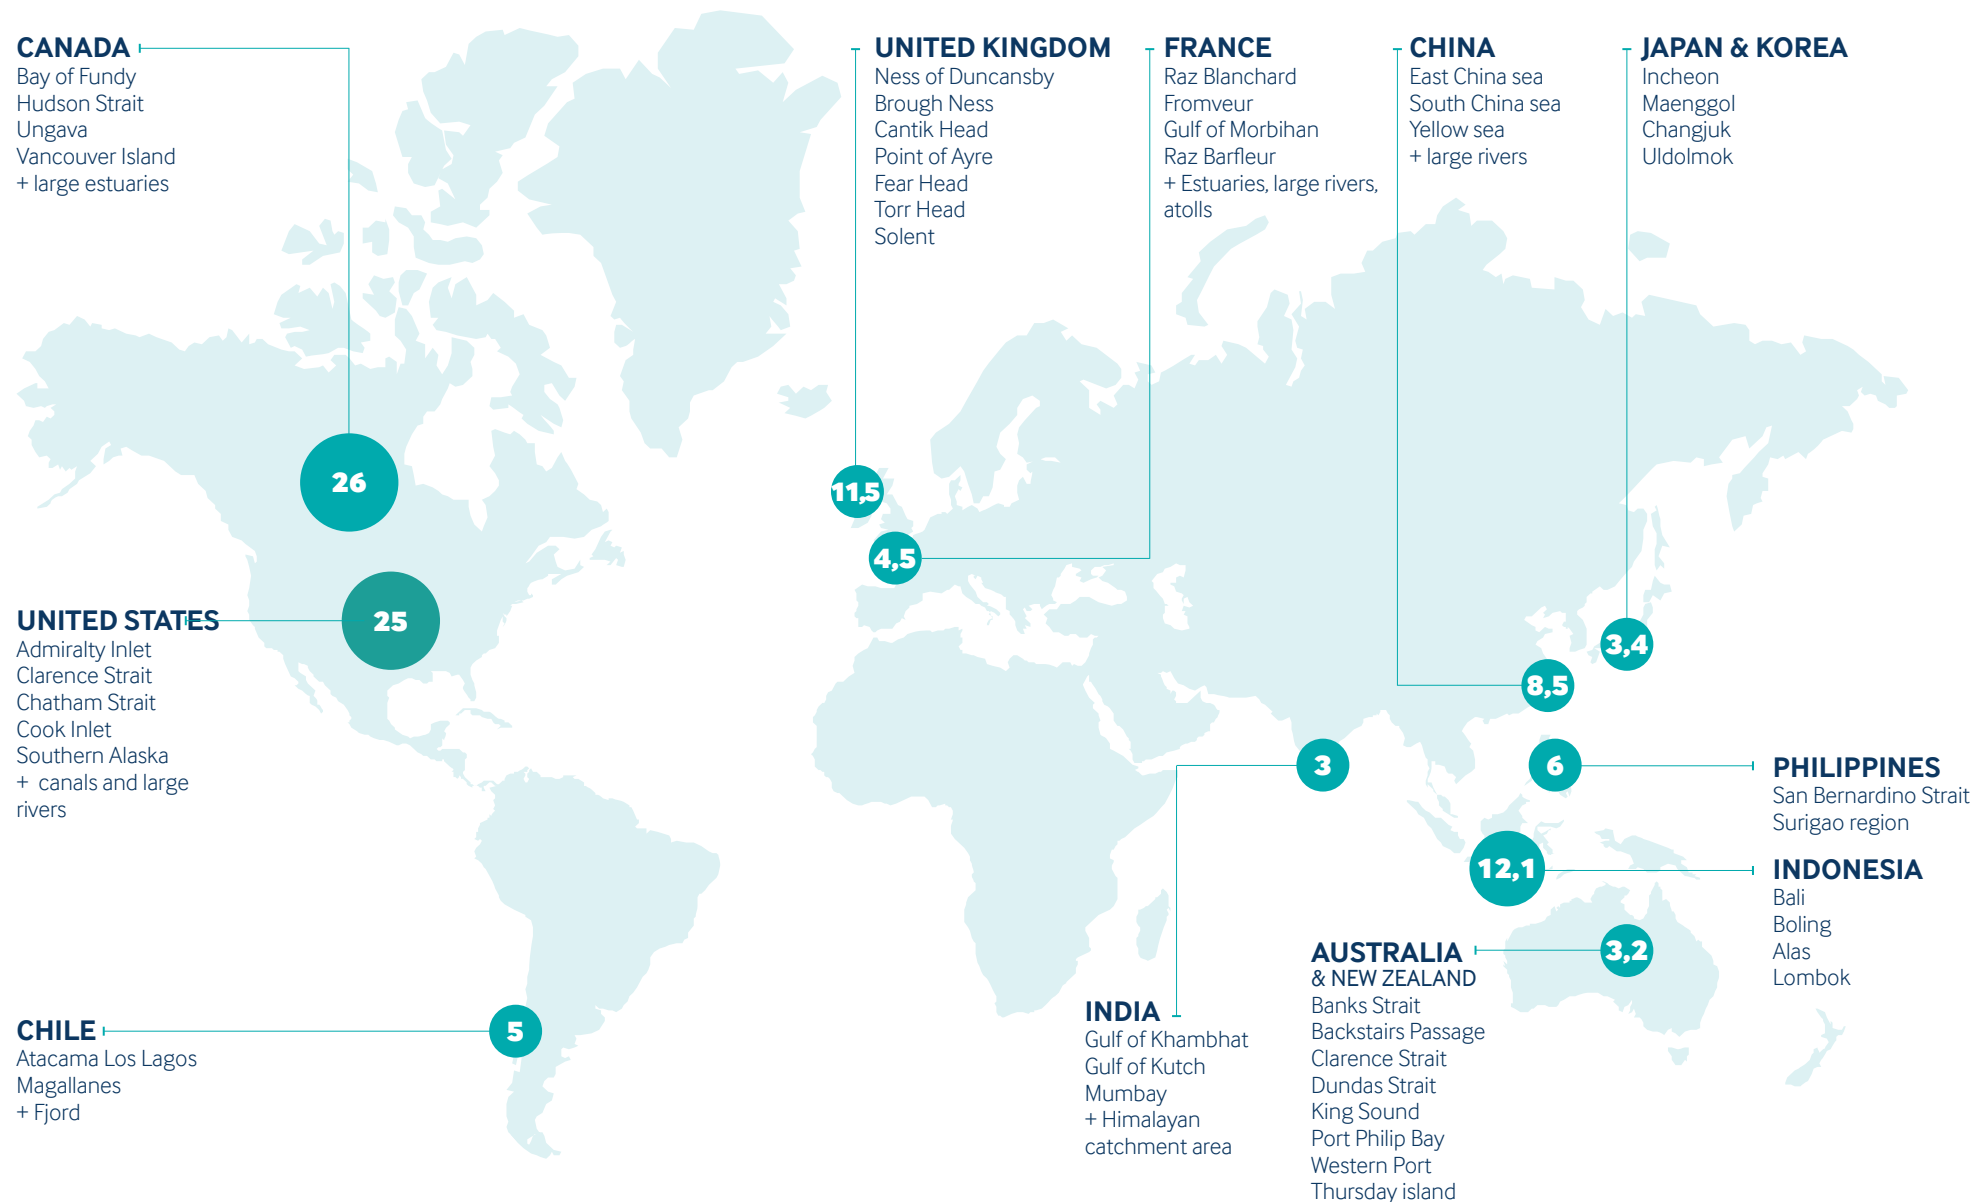 CANADA
Bay of Fundy
Hudson Strait
Ungava
Vancouver Island
+ large estuaries
26
UNITED STATES
Admiralty Inlet
Clarence Strait
Chatham Strait
Cook Inlet
Southern Alaska
+ canals and large
rivers
25
CHILE
Atacama Los Lagos
Magallanes
+ Fjord
5
UNITED KINGDOM
Ness of Duncansby
Brough Ness
Cantik Head
Point of Ayre
Fear Head
Torr Head
Solent
11,5
FRANCE
Raz Blanchard
Fromveur
Gulf of Morbihan
Raz Barfleur
+ Estuaries, large rivers,
atolls
4,5
CHINA
East China sea
South China sea
Yellow sea
+ large rivers
8,5
JAPAN & KOREA
Incheon
Maenggol
Changjuk
Uldolmok
3,4
PHILIPPINES
San Bernardino Strait
Surigao region
6
INDONESIA
Bali
Boling
Alas
Lombok
12,1
INDIA
Gulf of Khambhat
Gulf of Kutch
Mumbay
+ Himalayan
catchment area
3
AUSTRALIA
& NEW ZEALAND
Banks Strait
Backstairs Passage
Clarence Strait
Dundas Strait
King Sound
Port Philip Bay
Western Port
Thursday island
3,2